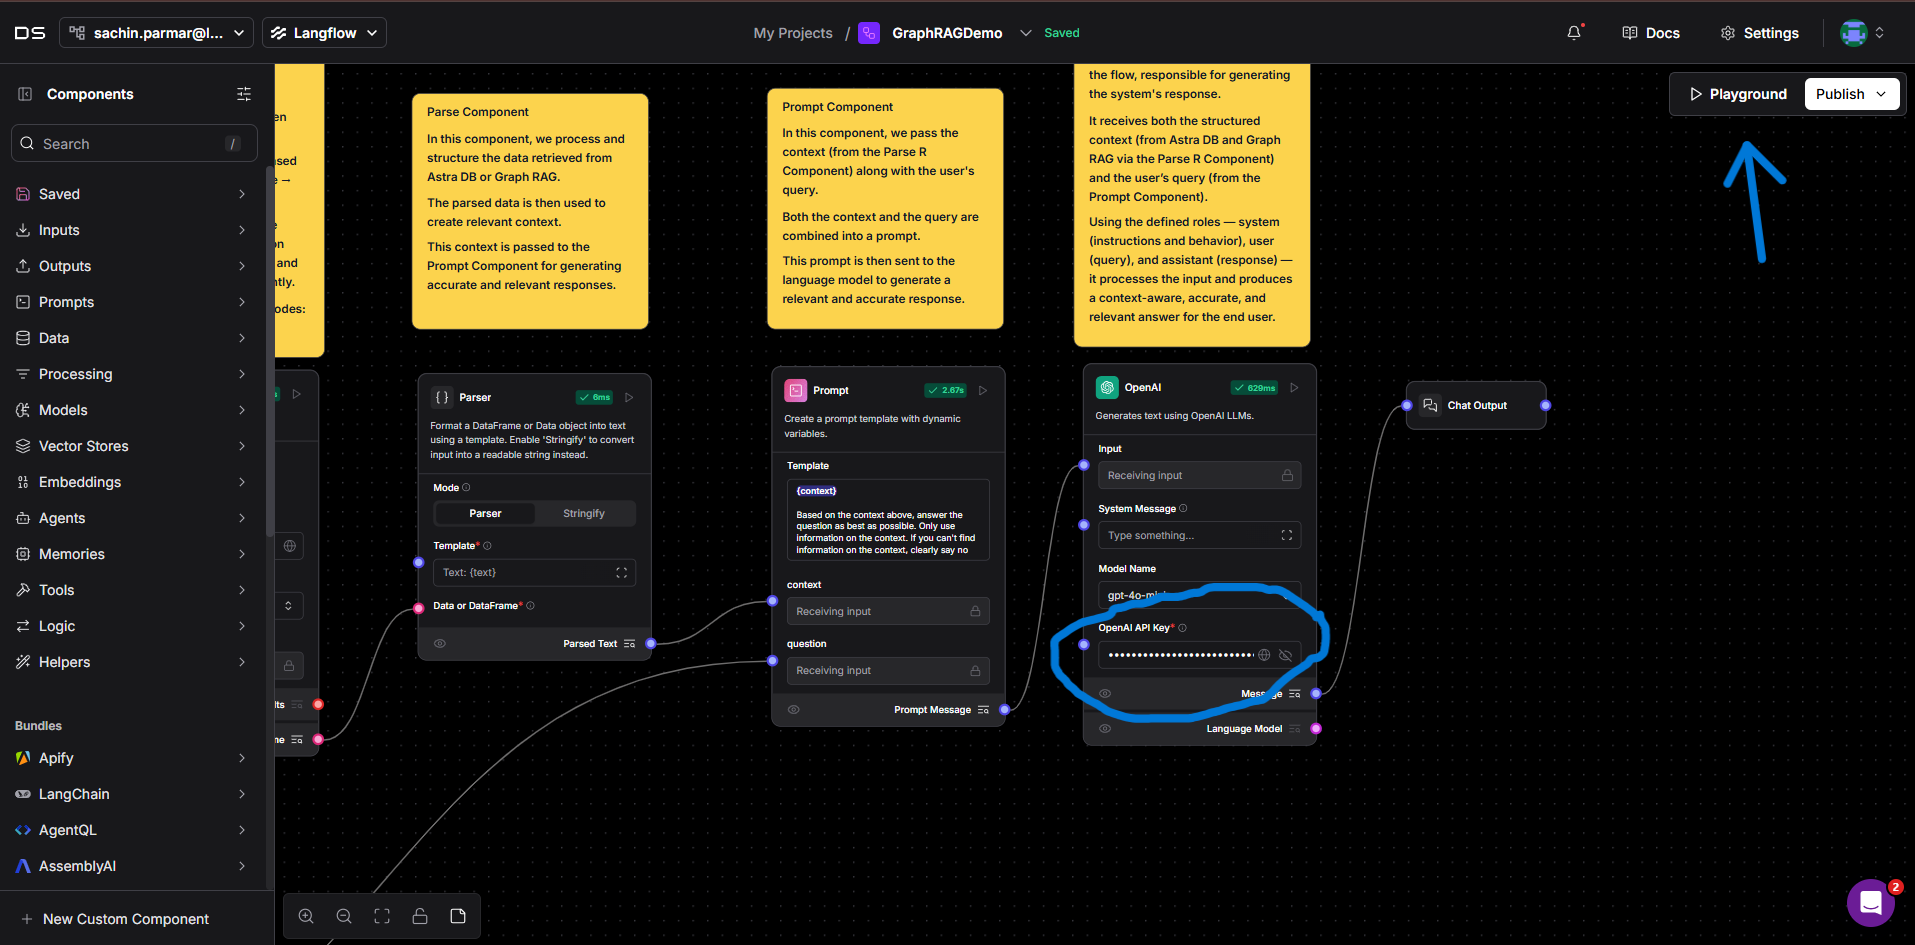 DS
sachin.parmar@l...
Langflow
My Projects / GraphRAGDemo
Saved
Docs
Settings
Components
Search /
Saved
Inputs
Outputs
Prompts
Data
Processing
Models
Vector Stores
Embeddings
Agents
Memories
Tools
Logic
Helpers
Bundles
Apify
LangChain
AgentQL
AssemblyAI
New Custom Component
Playground
Publish
en
ased
e →
e
on
and
ntly.
odes:
lts
me
Parse Component
In this component, we process and
structure the data retrieved from
Astra DB or Graph RAG.
The parsed data is then used to
create relevant context.
This context is passed to the
Prompt Component for generating
accurate and relevant responses.
Prompt Component
In this component, we pass the
context (from the Parse R
Component) along with the user's
query.
Both the context and the query are
combined into a prompt.
This prompt is then sent to the
language model to generate a
relevant and accurate response.
the flow, responsible for generating
the system's response.
It receives both the structured
context (from Astra DB and Graph
RAG via the Parse R Component)
and the user’s query (from the
Prompt Component).
Using the defined roles — system
(instructions and behavior), user
(query), and assistant (response) —
it processes the input and produces
a context-aware, accurate, and
relevant answer for the end user.
Parser
6ms
Format a DataFrame or Data object into text
using a template. Enable 'Stringify' to convert
input into a readable string instead.
Mode
Parser
Stringify
Template*
Text: {text}
Data or DataFrame*
Parsed Text
Prompt
2.67s
Create a prompt template with dynamic
variables.
Template
{context}
Based on the context above, answer the
question as best as possible. Only use
information on the context. If you can't find
information on the context, clearly say no
context
Receiving input
question
Receiving input
Prompt Message
OpenAI
629ms
Generates text using OpenAI LLMs.
Input
Receiving input
System Message
Type something...
Model Name
gpt-4o-mini
OpenAI API Key*
Message
Language Model
Chat Output
2